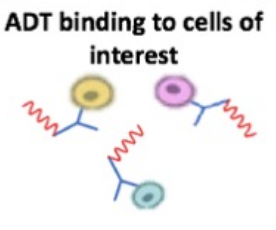 ADT binding to cells of
interest